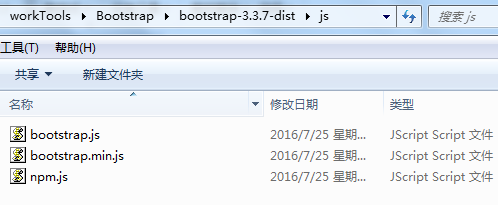 workTools ▸ Bootstrap ▸ bootstrap-3.3.7-dist ▸ js
搜索 js
工具(T) 帮助(H)
共享 新建文件夹
名称 修改日期 类型
bootstrap.js 2016/7/25 星期... JScript Script 文件
bootstrap.min.js 2016/7/25 星期... JScript Script 文件
npm.js 2016/7/25 星期... JScript Script 文件